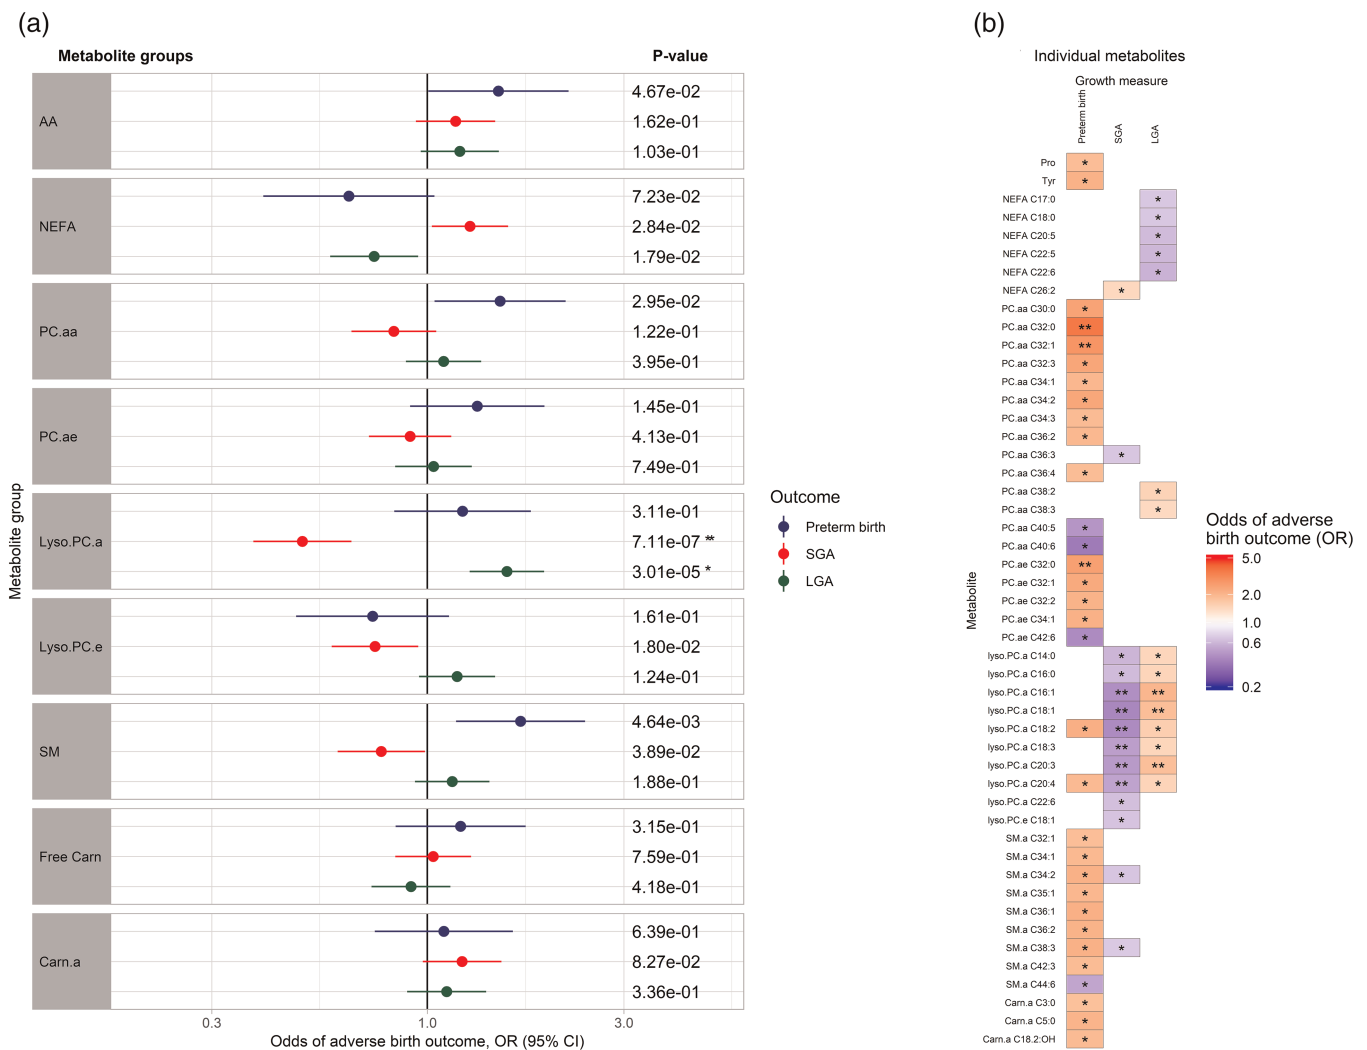 (a)
Metabolite groups
P-value
Metabolite group
AA
4.67e-02
1.62e-01
1.03e-01
NEFA
7.23e-02
2.84e-02
1.79e-02
PC.aa
2.95e-02
1.22e-01
3.95e-01
PC.ae
1.45e-01
4.13e-01
7.49e-01
Lyso.PC.a
3.11e-01
7.11e-07 **
3.01e-05 *
Lyso.PC.e
1.61e-01
1.80e-02
1.24e-01
SM
4.64e-03
3.89e-02
1.88e-01
Free Carn
3.15e-01
7.59e-01
4.18e-01
Carn.a
6.39e-01
8.27e-02
3.36e-01
0.3 1.0 3.0
Odds of adverse birth outcome, OR (95% CI)
Outcome
Preterm birth
SGA
LGA
(b)
Individual metabolites
Growth measure
Preterm birth
SGA
LGA
Metabolite
Pro *
Tyr *
NEFA C17:0 *
NEFA C18:0 *
NEFA C20:5 *
NEFA C22:5 *
NEFA C22:6 *
NEFA C26:2 *
PC.aa C30:0 *
PC.aa C32:0 **
PC.aa C32:1 **
PC.aa C32:3 *
PC.aa C34:1 *
PC.aa C34:2 *
PC.aa C34:3 *
PC.aa C36:2 *
PC.aa C36:3 *
PC.aa C36:4 *
PC.aa C38:2 *
PC.aa C38:3 *
PC.aa C40:5 *
PC.aa C40:6 *
PC.ae C32:0 **
PC.ae C32:1 *
PC.ae C32:2 *
PC.ae C34:1 *
PC.ae C42:6 *
lyso.PC.a C14:0 * *
lyso.PC.a C16:0 * *
lyso.PC.a C16:1 ** **
lyso.PC.a C18:1 ** **
lyso.PC.a C18:2 * ** *
lyso.PC.a C18:3 ** *
lyso.PC.a C20:3 ** **
lyso.PC.a C20:4 * ** *
lyso.PC.a C22:6 *
lyso.PC.e C18:1 *
SM.a C32:1 *
SM.a C34:1 *
SM.a C34:2 * *
SM.a C35:1 *
SM.a C36:1 *
SM.a C36:2 *
SM.a C38:3 * *
SM.a C42:3 *
SM.a C44:6 *
Carn.a C3:0 *
Carn.a C5:0 *
Carn.a C18.2:OH *
Odds of adverse
birth outcome (OR)
5.0
2.0
1.0
0.6
0.2